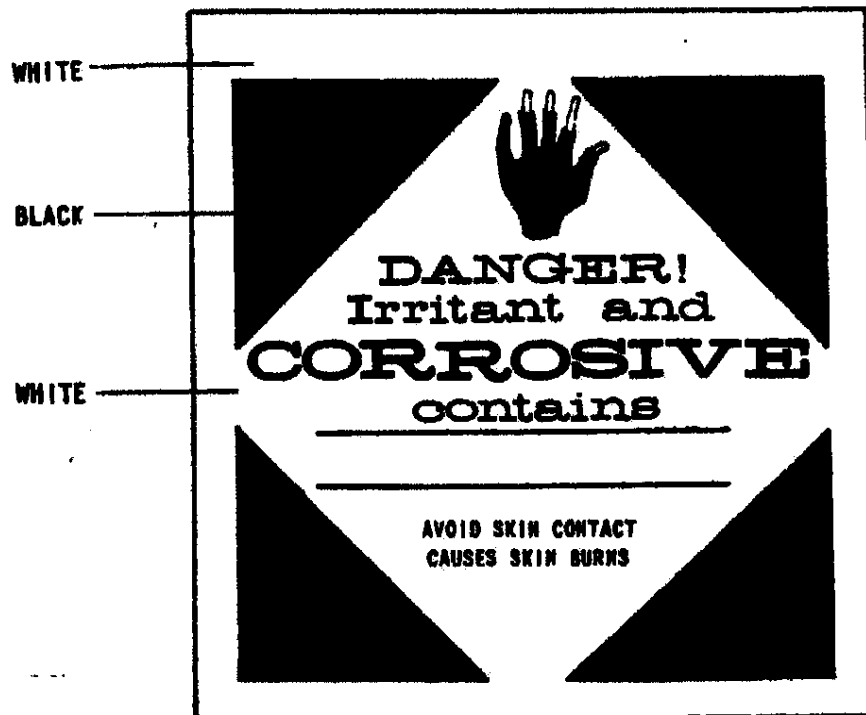 WHITE
BLACK
WHITE
DANGER!
Irritant and
CORROSIVE
contains
AVOID SKIN CONTACT
CAUSES SKIN BURNS